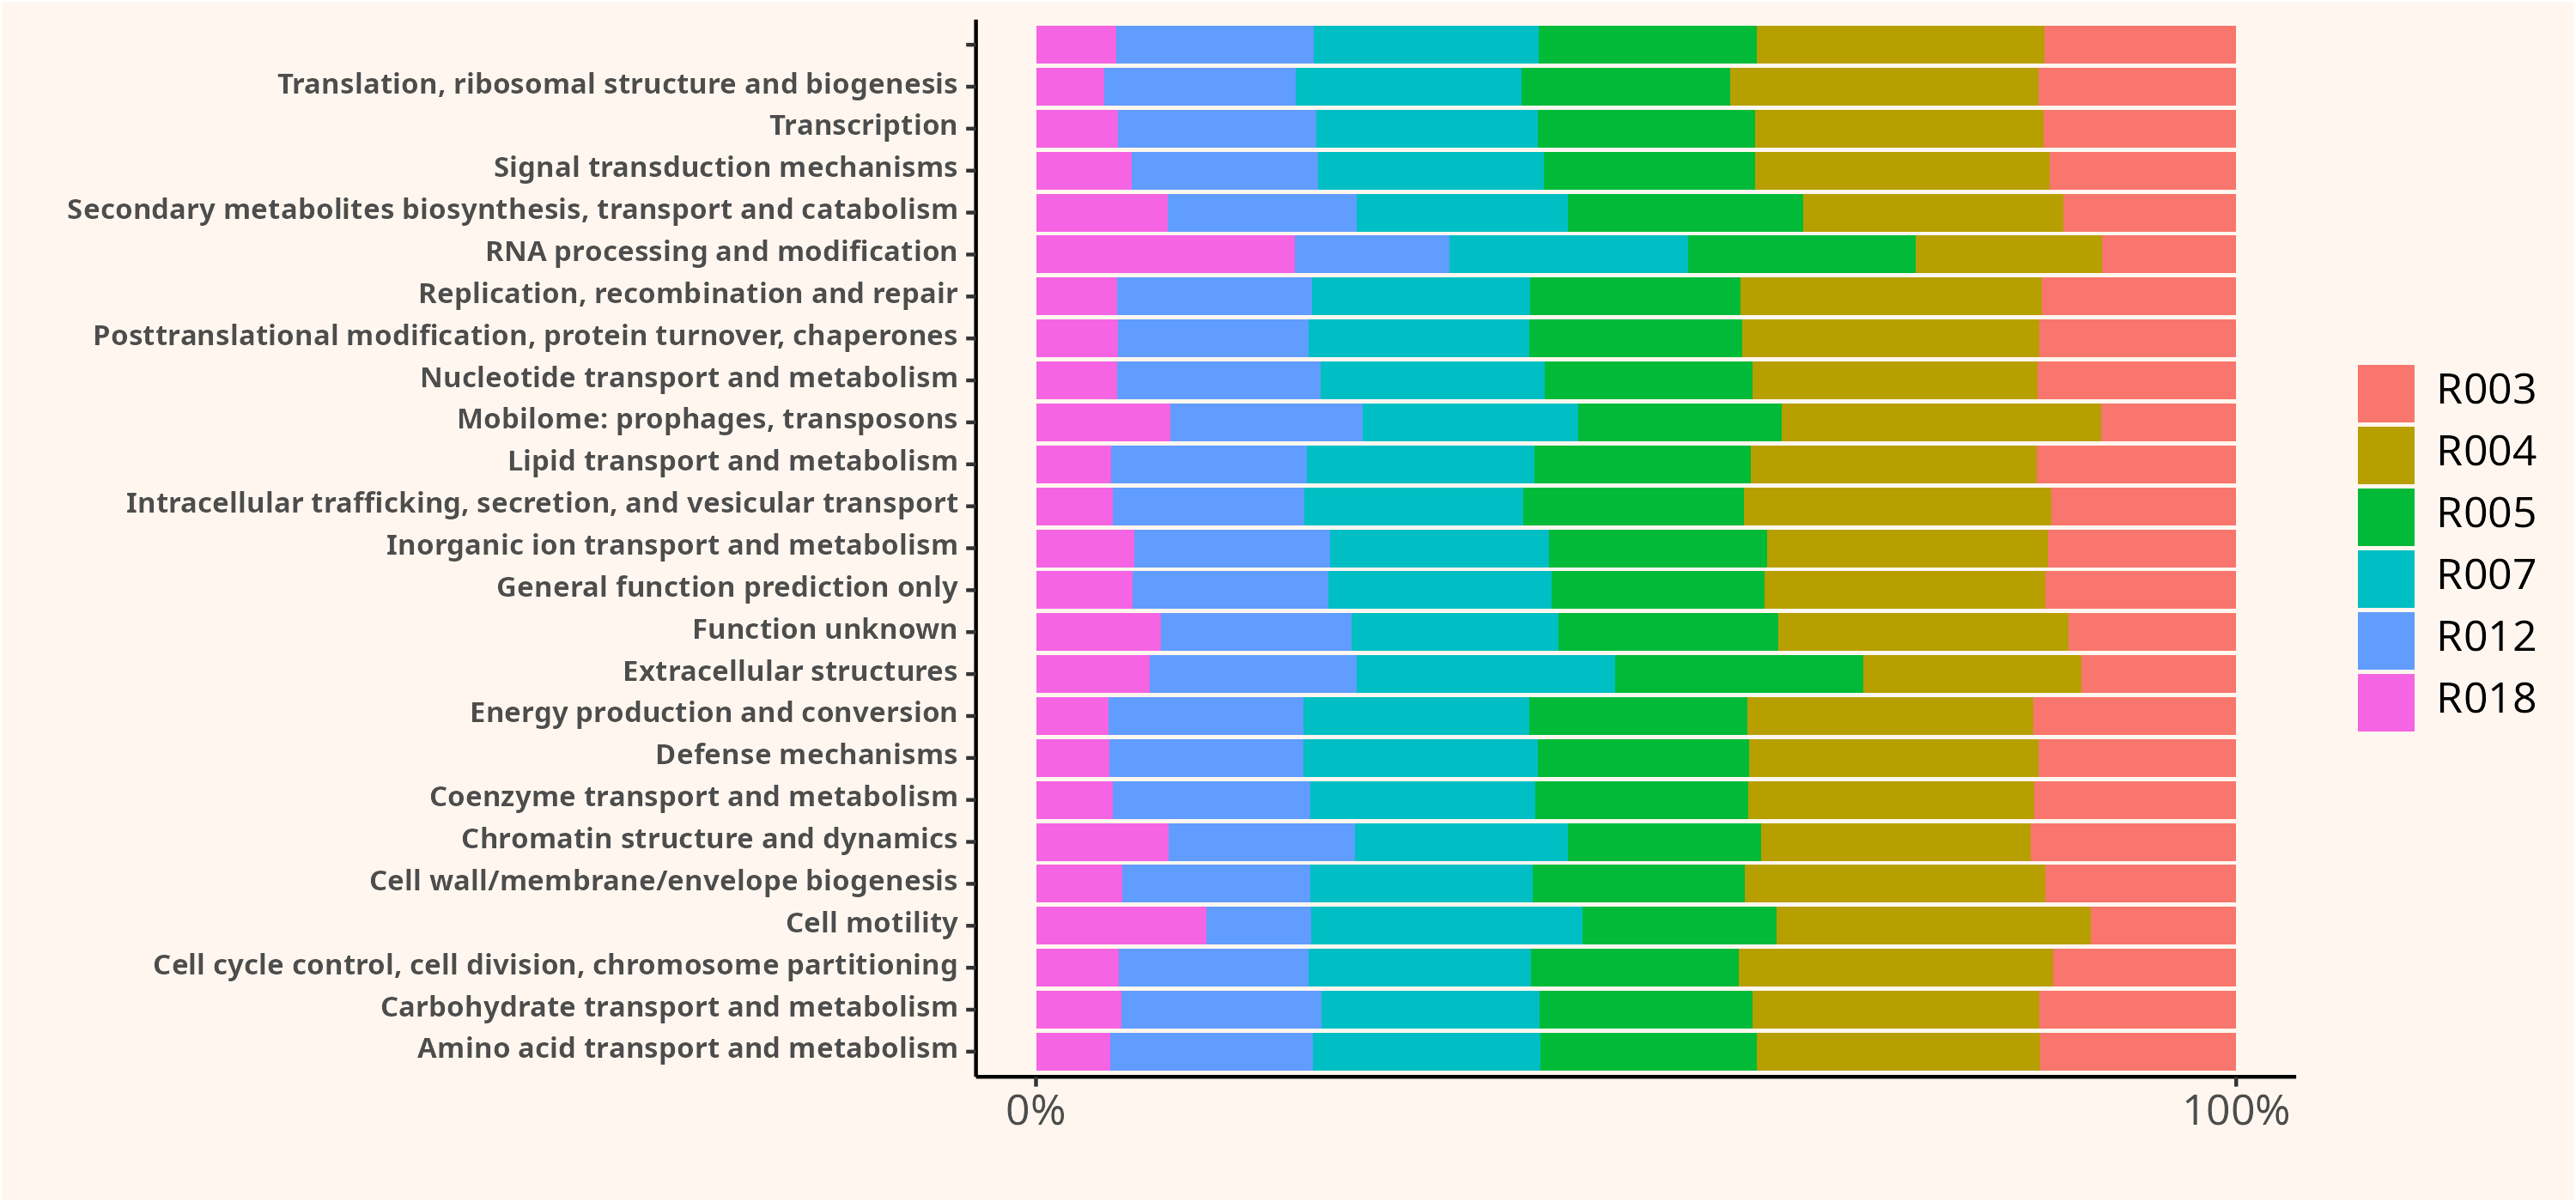 Translation, ribosomal structure and biogenesis
Transcription
Signal transduction mechanisms
Secondary metabolites biosynthesis, transport and catabolism
RNA processing and modification
Replication, recombination and repair
Posttranslational modification, protein turnover, chaperones
Nucleotide transport and metabolism
Mobilome: prophages, transposons
Lipid transport and metabolism
Intracellular trafficking, secretion, and vesicular transport
Inorganic ion transport and metabolism
General function prediction only
Function unknown
Extracellular structures
Energy production and conversion
Defense mechanisms
Coenzyme transport and metabolism
Chromatin structure and dynamics
Cell wall/membrane/envelope biogenesis
Cell motility
Cell cycle control, cell division, chromosome partitioning
Carbohydrate transport and metabolism
Amino acid transport and metabolism
0%
100%
R003
R004
R005
R007
R012
R018